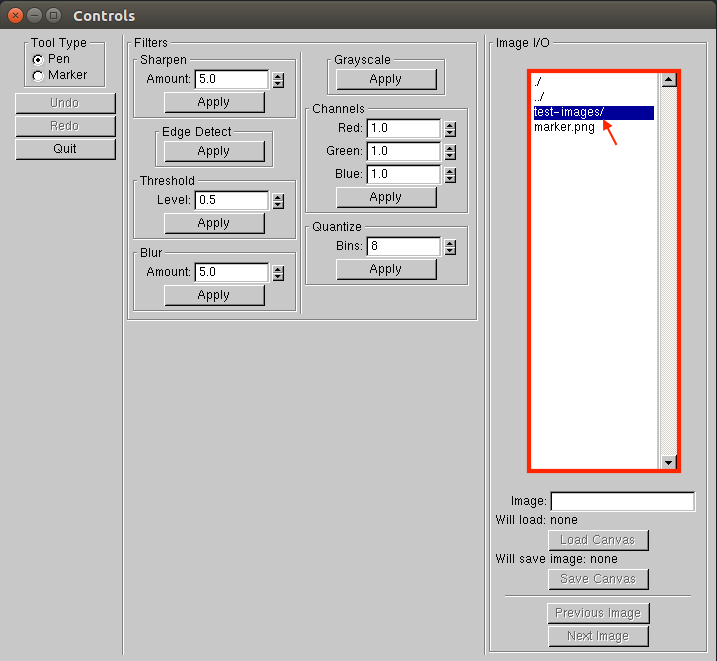 Controls
Tool Type
Pen
Marker
Undo
Redo
Quit
Filters
Sharpen
Amount: 5.0
Apply
Edge Detect
Apply
Threshold
Level: 0.5
Apply
Blur
Amount: 5.0
Apply
Grayscale
Apply
Channels
Red: 1.0
Green: 1.0
Blue: 1.0
Apply
Quantize
Bins: 8
Apply
Image I/O
./
../
test-images/
marker.png
Image:
Will load: none
Load Canvas
Will save image: none
Save Canvas
Previous Image
Next Image